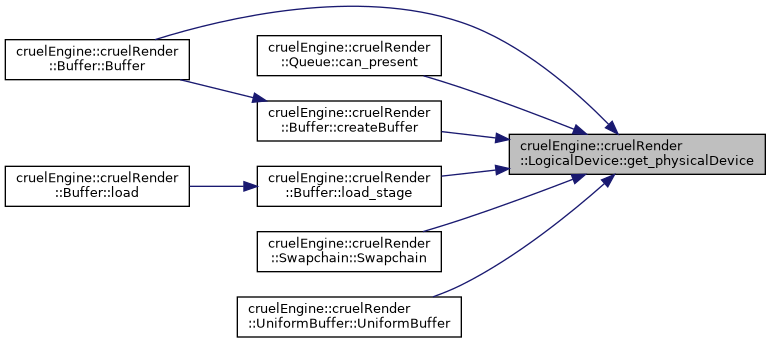 cruelEngine::cruelRender
::Buffer::Buffer
cruelEngine::cruelRender
::Queue::can_present
cruelEngine::cruelRender
::Buffer::createBuffer
cruelEngine::cruelRender
::LogicalDevice::get_physicalDevice
cruelEngine::cruelRender
::Buffer::load
cruelEngine::cruelRender
::Buffer::load_stage
cruelEngine::cruelRender
::Swapchain::Swapchain
cruelEngine::cruelRender
::UniformBuffer::UniformBuffer